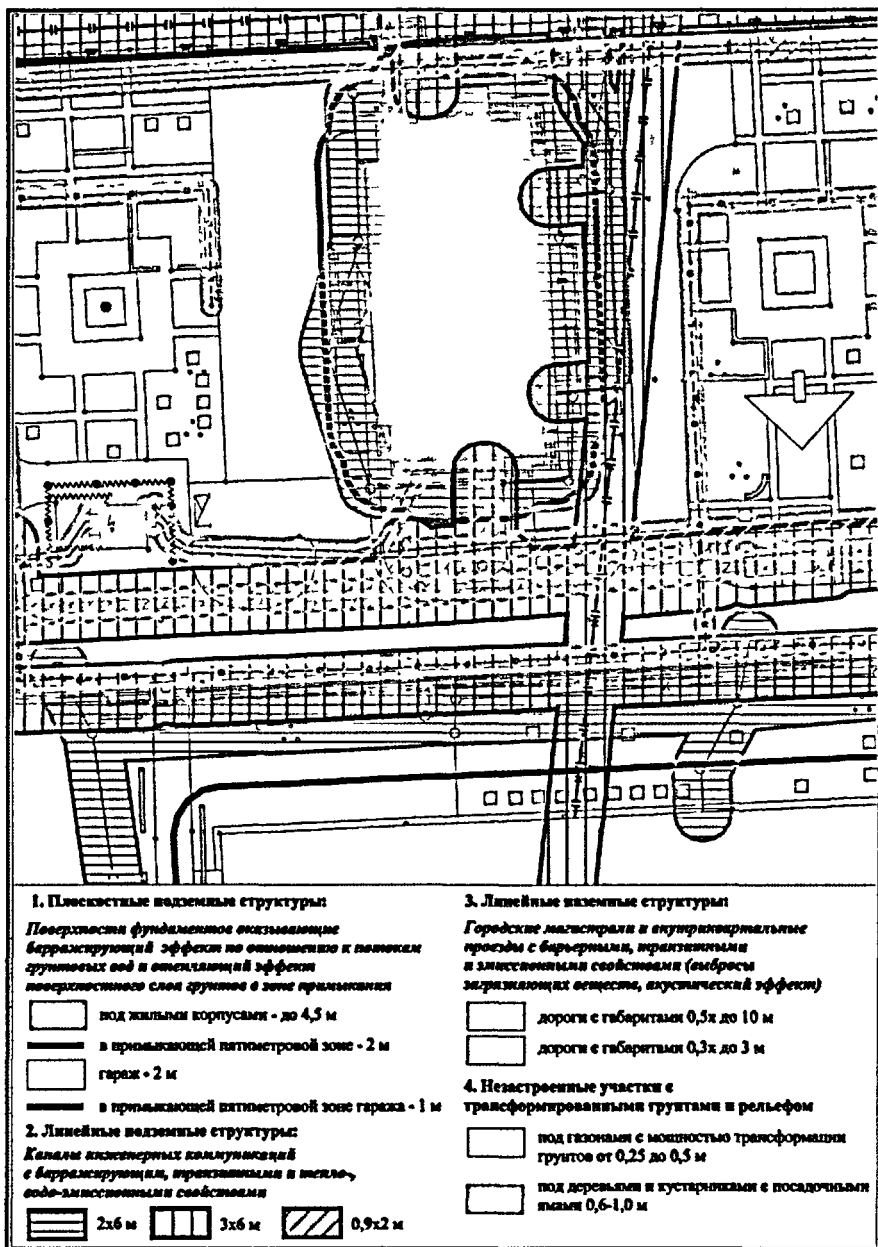 1. Плоскостные подземные структуры:
Поверхности фундаментов оказывающие
барражирующий эффект по отношению к потокам
грунтовых вод и отепляющий эффект
поверхностного слоя грунтов в зоне примыкания
под жилыми корпусами - до 4,5 м
в примыкающей пятиметровой зоне - 2 м
гараж - 2 м
в примыкающей пятиметровой зоне гаража - 1 м
2. Линейные подземные структуры:
Каналы инженерных коммуникаций
с барражирующим, транзитными и тепло-,
водо-эмиссионными свойствами
2х6 м
3х6 м
0,9х2 м
3. Линейные наземные структуры:
Городские магистрали и внутриквартальные
проезды с барьерными, транзитными
и эмиссионными свойствами (выбросы
загрязняющих веществ, акустический эффект)
дороги с габаритами 0,5х до 10 м
дороги с габаритами 0,3х до 3 м
4. Незастроенные участки с
трансформированными грунтами и рельефом
под газонами с мощностью трансформации
грунтов от 0,25 до 0,5 м
под деревьями и кустарниками с посадочными
ямами 0,6-1,0 м